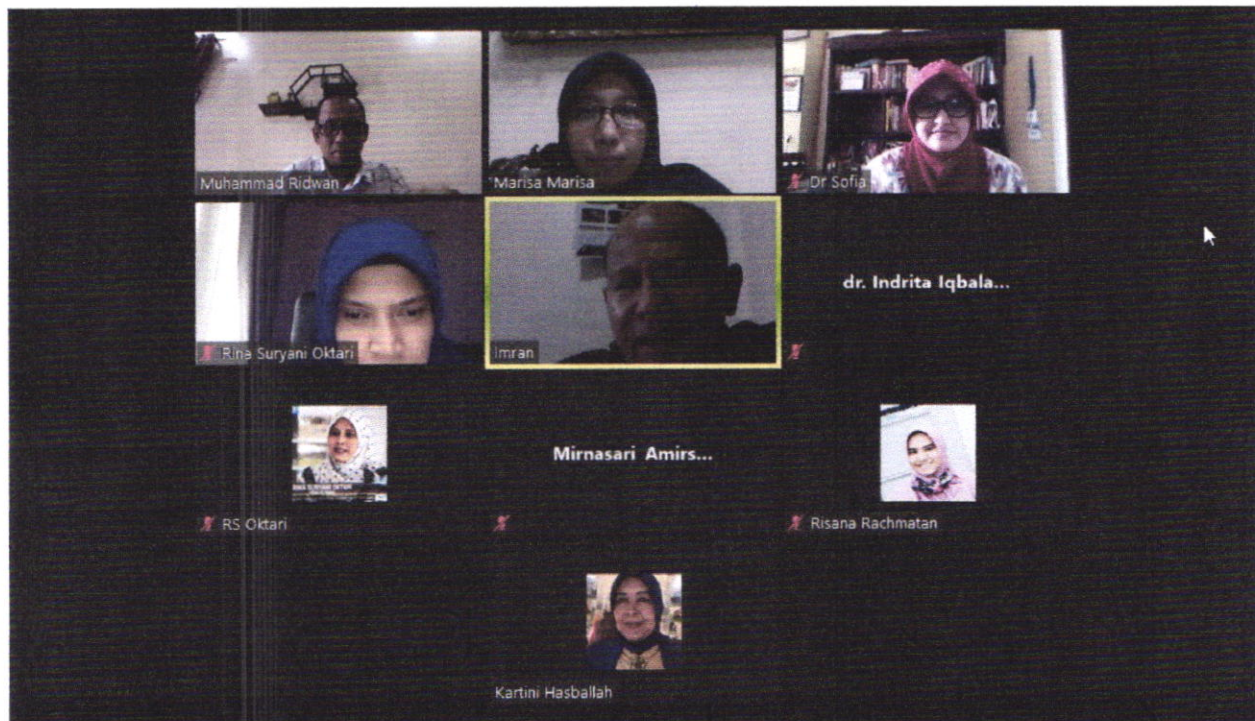 Muhammad Ridwan
Marisa Marisa
Dr Sofia
Rina Suryani Oktari
Imran
dr. Indrita Iqbala...
RS Oktari
Mirnasari Amirs...
Risana Rachmatan
Kartini Hasballah